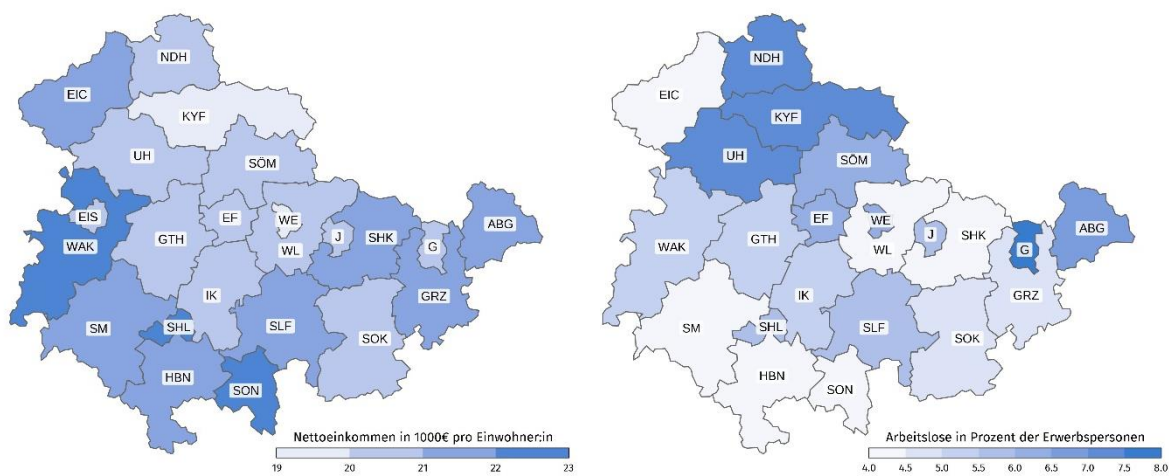 NDH
EIC
KYF
UH
SÖM
EIS
EF
WE
ABG
WAK
GTH
WL
J
SHK
G
IK
GRZ
SM
SHL
SLF
SOK
HBN
SON
Nettoeinkommen in 1000€ pro Einwohner:in
19 20 21 22 23
NDH
EIC
KYF
UH
SÖM
EF
WE
ABG
WAK
GTH
WL
J
SHK
G
IK
GRZ
SM
SHL
SLF
SOK
HBN
SON
Arbeitslose in Prozent der Erwerbspersonen
4.0 4.5 5.0 5.5 6.0 6.5 7.0 7.5 8.0